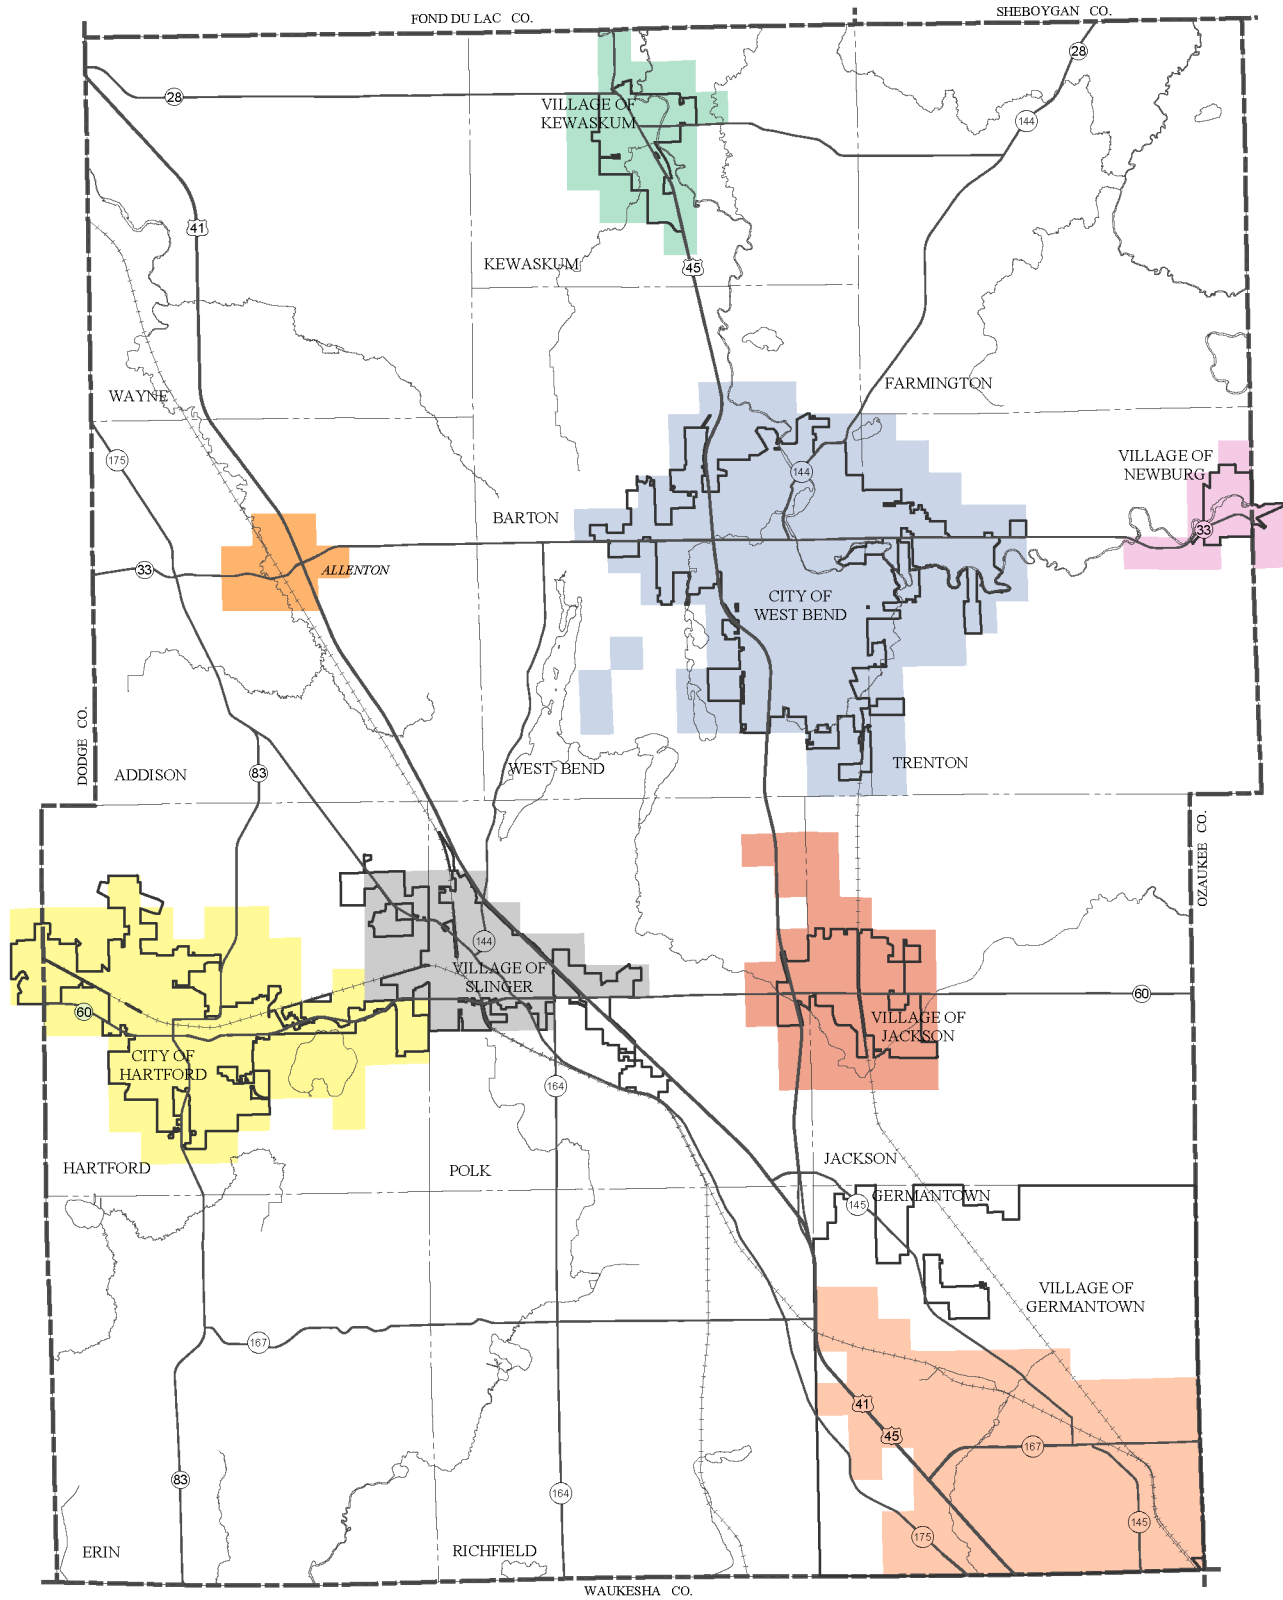 FOND DU LAC CO.
SHEBOYGAN CO.
28
28
VILLAGE OF
KEWASKUM
144
41
KEWASKUM
45
WAYNE
FARMINGTON
175
144
VILLAGE OF
NEWBURG
BARTON
33
33
ALLENTON
CITY OF
WEST BEND
DODGE CO.
ADDISON
83
WEST BEND
TRENTON
OZAUKEE CO.
144
VILLAGE OF
SLINGER
60
60
VILLAGE OF
JACKSON
CITY OF
HARTFORD
164
HARTFORD
POLK
JACKSON
GERMANTOWN
145
VILLAGE OF
GERMANTOWN
167
41
45
167
83
164
145
175
ERIN
RICHFIELD
WAUKESHA CO.